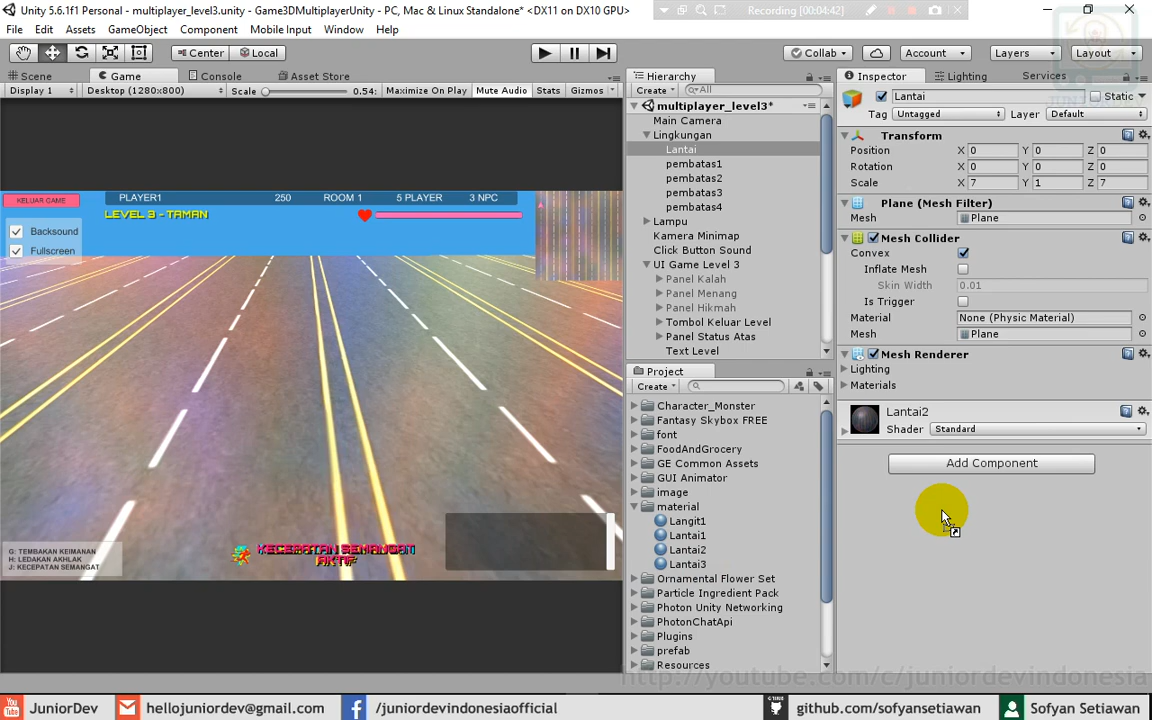 Unity 5.6.1f1 Personal - multiplayer_level3.unity - Game3DMultiplayerUnity - PC, Mac & Linux Standalone* <DX11 on DX10 GPU>
Recording [00:04:42]
File Edit Assets GameObject Component Mobile Input Window Help
Center Local Collab Account Layers Layout
Scene Game Console Asset Store
Display 1 Desktop (1280x800) Scale 0.54: Maximize On Play Mute Audio Stats Gizmos
KELUAR GAME
PLAYER1 250 ROOM 1 5 PLAYER 3 NPC
LEVEL 3 - TAMAN
Backsound
Fullscreen
G: TEMBAKAN KEIMANAN
H: LEDAKAN AKHLAK
J: KECEPATAN SEMANGAT
KECEPATAN SEMANGAT
AKTIF
Hierarchy
Create All
multiplayer_level3*
Main Camera
Lingkungan
Lantai
pembatas1
pembatas2
pembatas3
pembatas4
Lampu
Kamera Minimap
Click Button Sound
UI Game Level 3
Panel Kalah
Panel Menang
Panel Hikmah
Tombol Keluar Level
Panel Status Atas
Text Level
Project
Create
Character_Monster
Fantasy Skybox FREE
font
FoodAndGrocery
GE Common Assets
GUI Animator
image
material
Langit1
Lantai1
Lantai2
Lantai3
Ornamental Flower Set
Particle Ingredient Pack
Photon Unity Networking
PhotonChatApi
Plugins
prefab
Resources
Inspector Lighting Services
Lantai Static
Tag Untagged Layer Default
Transform
Position X 0 Y 0 Z 0
Rotation X 0 Y 0 Z 0
Scale X 7 Y 1 Z 7
Plane (Mesh Filter)
Mesh Plane
Mesh Collider
Convex
Inflate Mesh
Skin Width 0.01
Is Trigger
Material None (Physic Material)
Mesh Plane
Mesh Renderer
Lighting
Materials
Lantai2
Shader Standard
Add Component
http://youtube.com/c/juniordevindonesia
You Tube JuniorDev hellojuniordev@gmail.com /juniordevindonesiaofficial github.com/sofyansetiawan Sofyan Setiawan